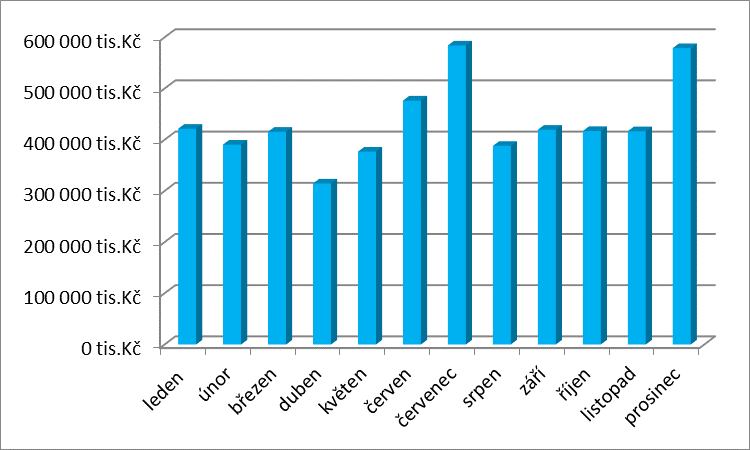 600 000 tis.Kč
500 000 tis.Kč
400 000 tis.Kč
300 000 tis.Kč
200 000 tis.Kč
100 000 tis.Kč
0 tis.Kč
leden
únor
březen
duben
květen
červen
červenec
srpen
září
říjen
listopad
prosinec